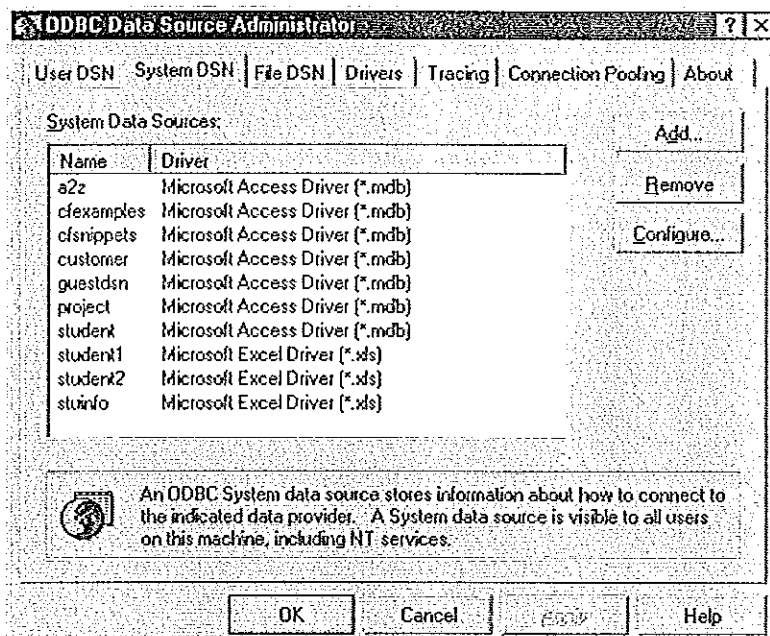 ODBC Data Source Administrator ? ×
User DSN System DSN File DSN Drivers Tracing Connection Pooling About
System Data Sources:
Add...
Name Driver
a2z Microsoft Access Driver (*.mdb)
Remove
cfexamples Microsoft Access Driver (*.mdb)
cfsnippets Microsoft Access Driver (*.mdb)
Configure...
customer Microsoft Access Driver (*.mdb)
guestdsn Microsoft Access Driver (*.mdb)
project Microsoft Access Driver (*.mdb)
student Microsoft Access Driver (*.mdb)
student1 Microsoft Excel Driver (*.xls)
student2 Microsoft Excel Driver (*.xls)
stuinfo Microsoft Excel Driver (*.xls)
An ODBC System data source stores information about how to connect to
the indicated data provider. A System data source is visible to all users
on this machine, including NT services.
OK Cancel Apply Help